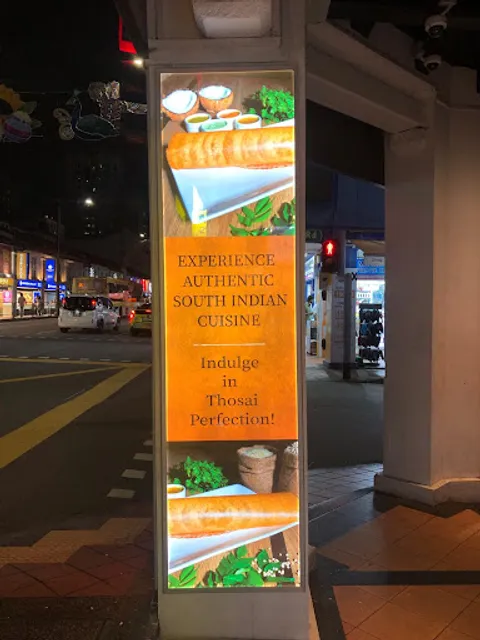 EXPERIENCE
AUTHENTIC
SOUTH INDIAN
CUISINE
Indulge
in
Thosai
Perfection!